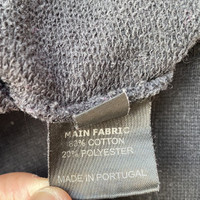 MAIN FABRIC
80% COTTON
20% POLYESTER
MADE IN PORTUGAL